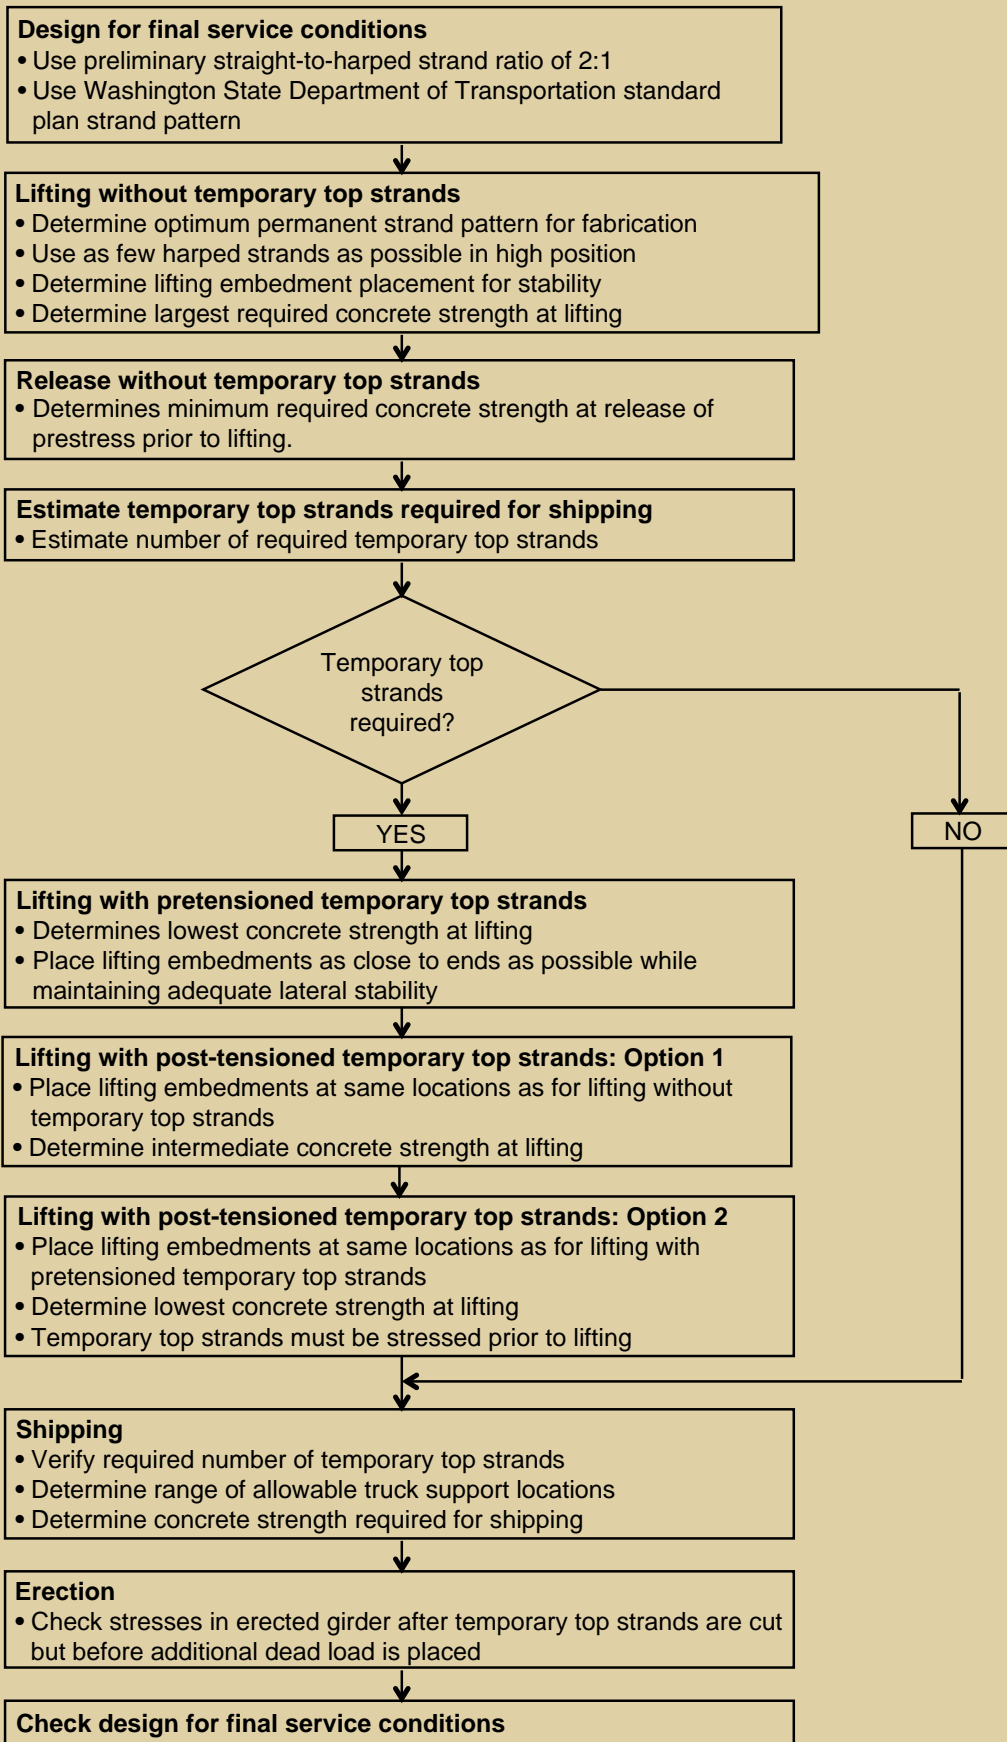 Design for final service conditions
• Use preliminary straight-to-harped strand ratio of 2:1
• Use Washington State Department of Transportation standard
plan strand pattern
Lifting without temporary top strands
• Determine optimum permanent strand pattern for fabrication
• Use as few harped strands as possible in high position
• Determine lifting embedment placement for stability
• Determine largest required concrete strength at lifting
Release without temporary top strands
• Determines minimum required concrete strength at release of
prestress prior to lifting.
Estimate temporary top strands required for shipping
• Estimate number of required temporary top strands
Temporary top
strands
required?
YES
NO
Lifting with pretensioned temporary top strands
• Determines lowest concrete strength at lifting
• Place lifting embedments as close to ends as possible while
maintaining adequate lateral stability
Lifting with post-tensioned temporary top strands: Option 1
• Place lifting embedments at same locations as for lifting without
temporary top strands
• Determine intermediate concrete strength at lifting
Lifting with post-tensioned temporary top strands: Option 2
• Place lifting embedments at same locations as for lifting with
pretensioned temporary top strands
• Determine lowest concrete strength at lifting
• Temporary top strands must be stressed prior to lifting
Shipping
• Verify required number of temporary top strands
• Determine range of allowable truck support locations
• Determine concrete strength required for shipping
Erection
• Check stresses in erected girder after temporary top strands are cut
but before additional dead load is placed
Check design for final service conditions